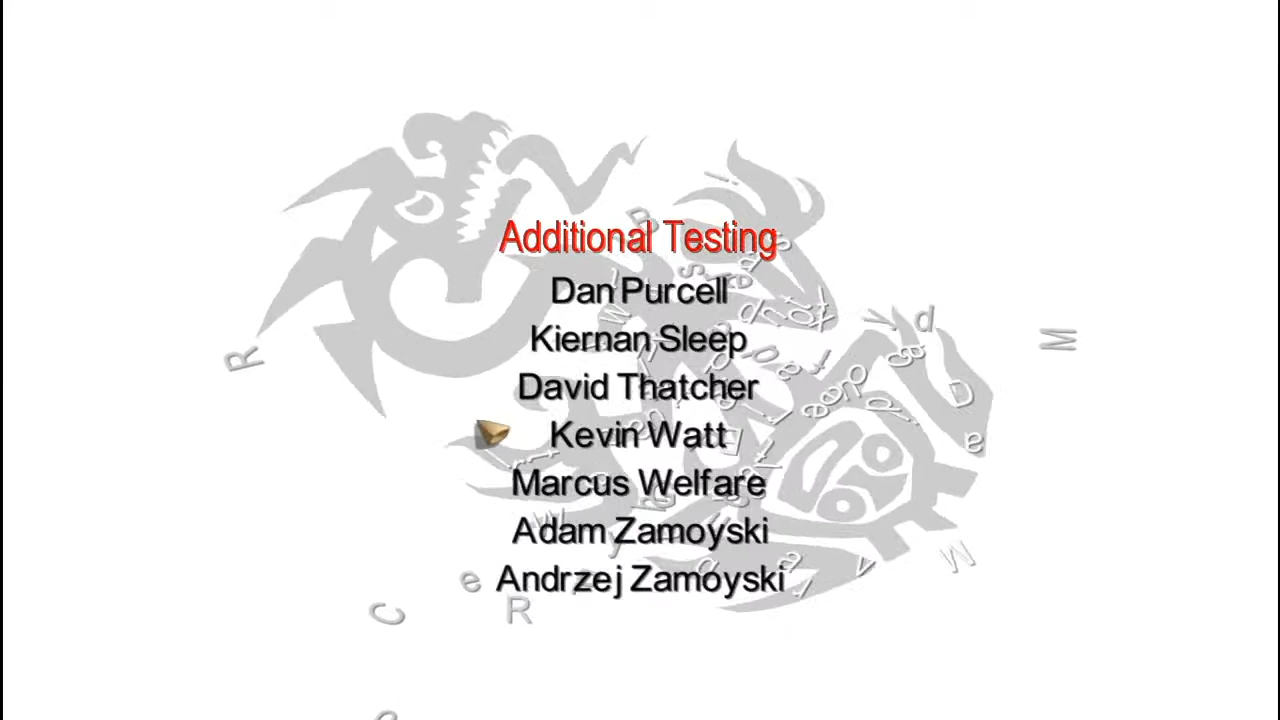 Additional Testing
Dan Purcell
Kiernan Sleep
David Thatcher
Kevin Watt
Marcus Welfare
Adam Zamoyski
Andrzej Zamoyski